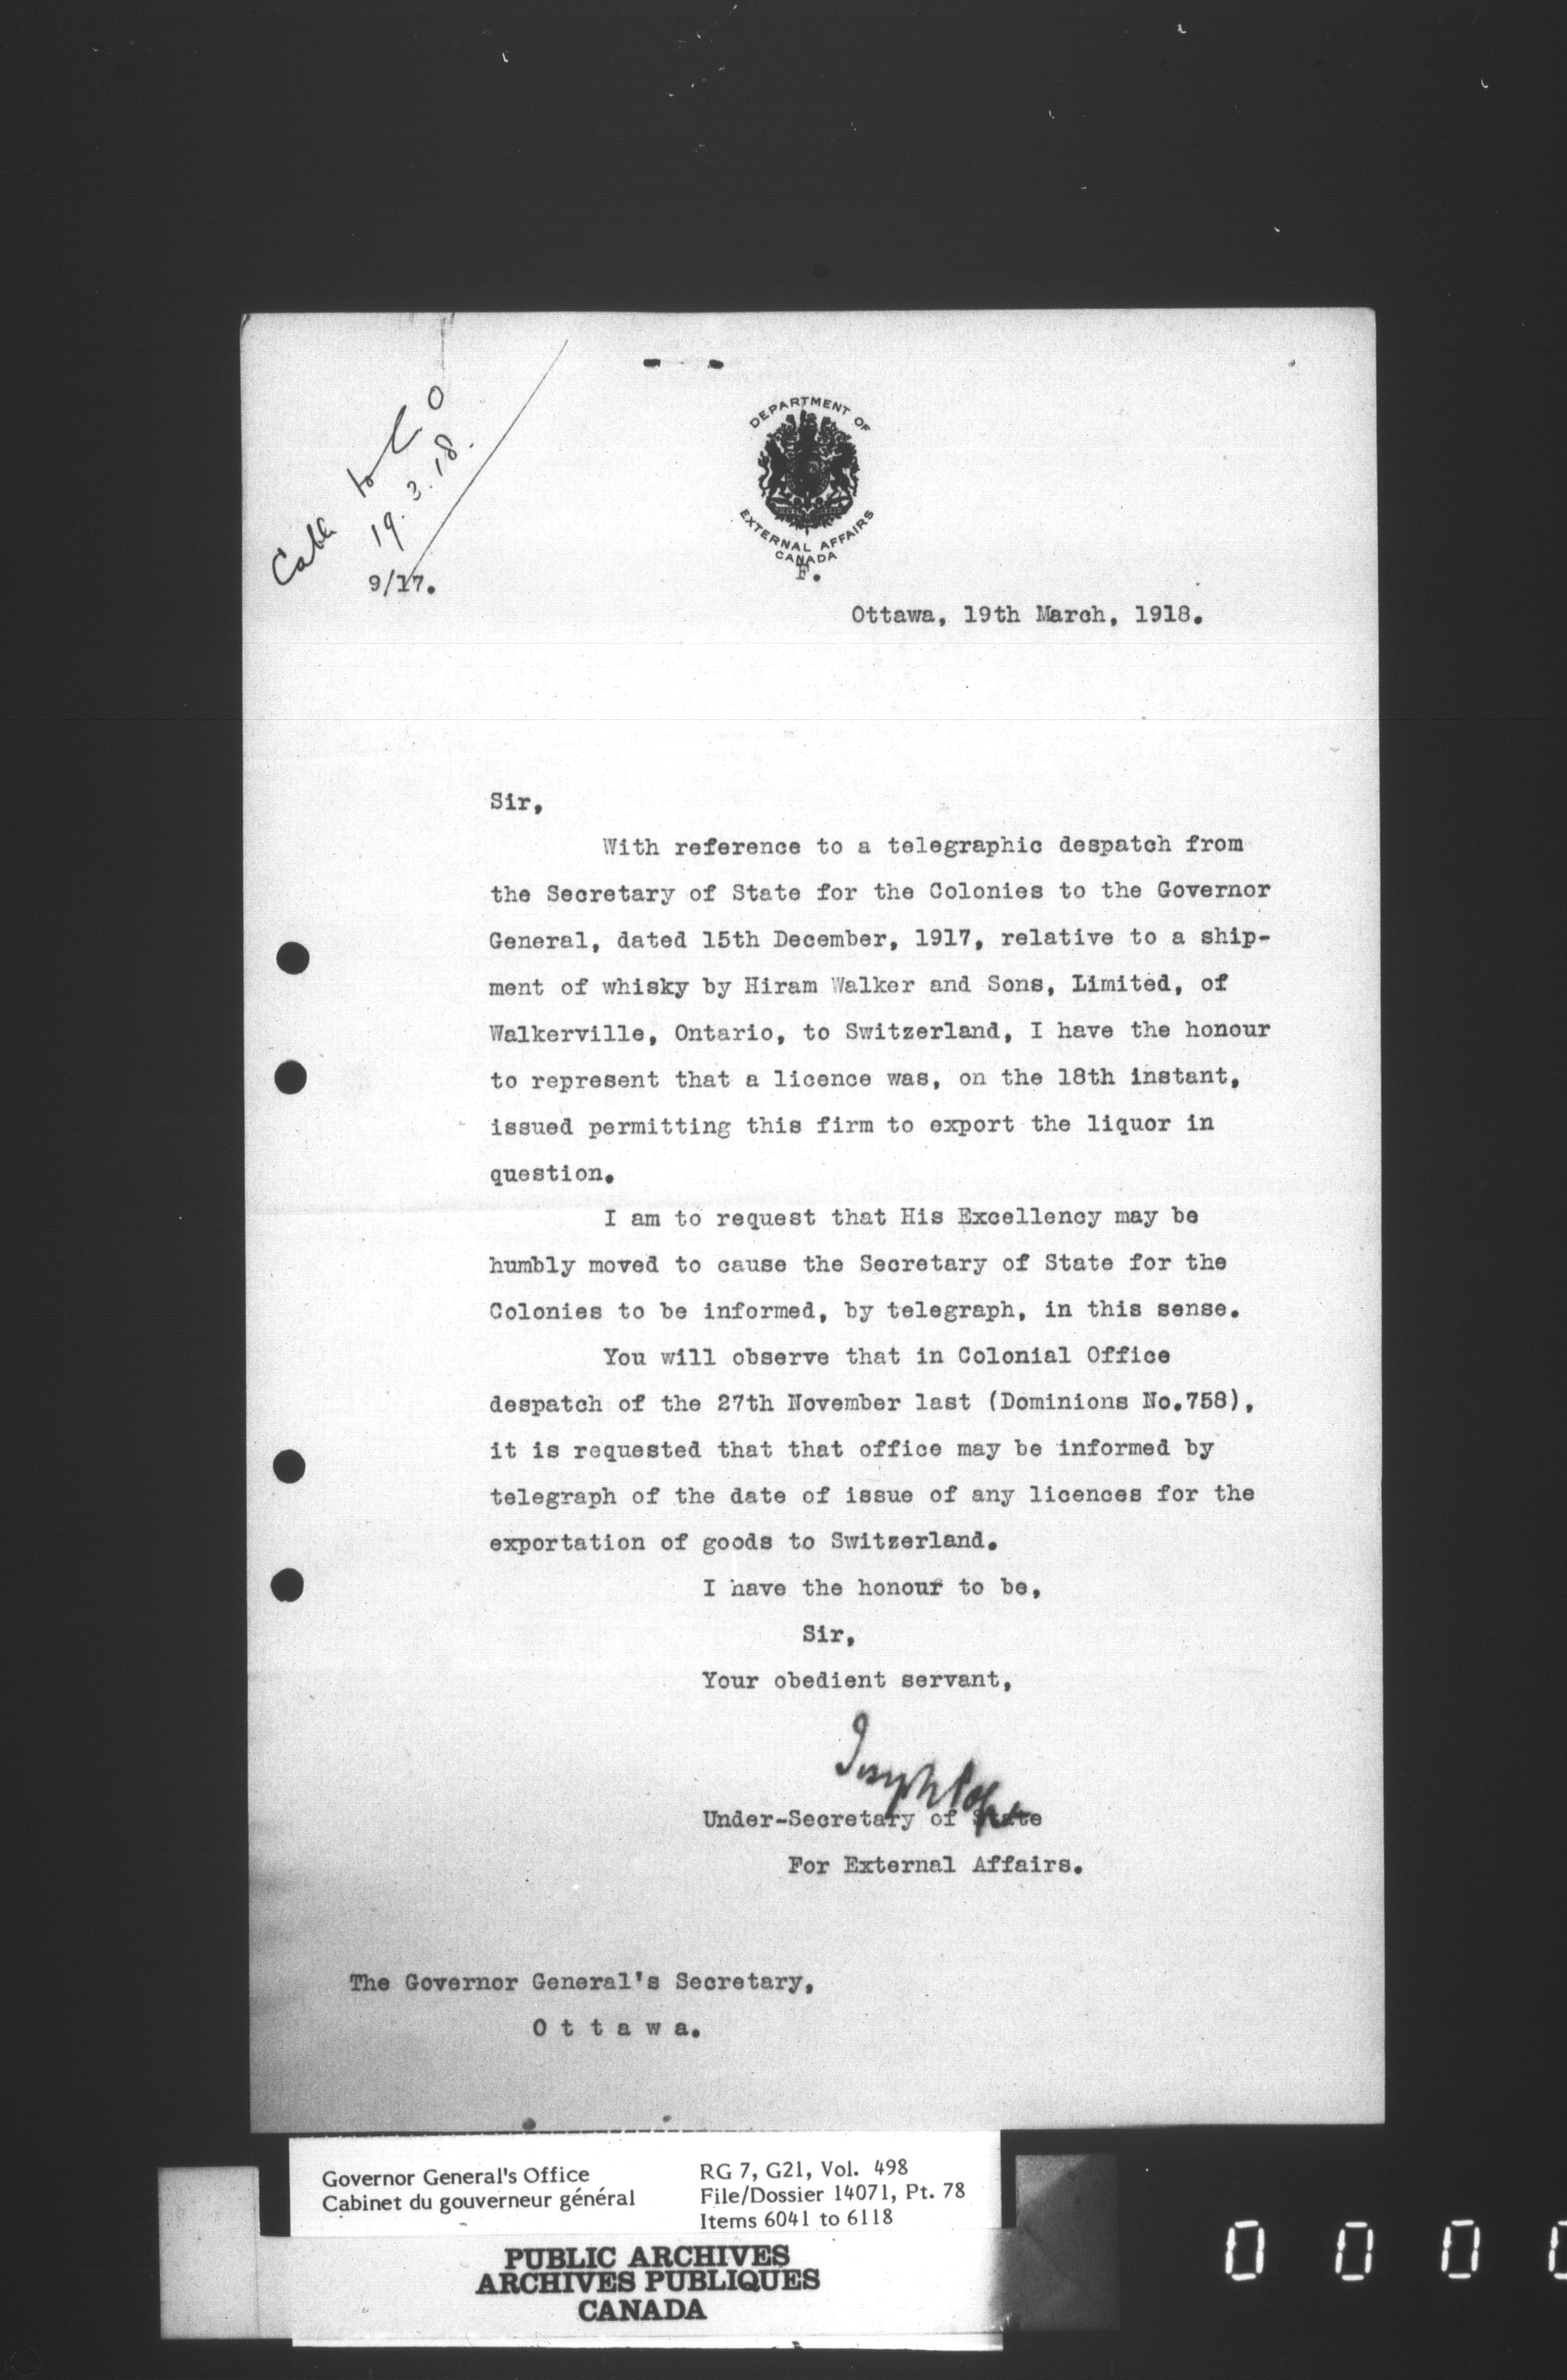 Cable to C O
19.3.18.
9/17.
DEPARTMENT OF
EXTERNAL AFFAIRS
CANADA
F.
Ottawa, 19th March, 1918.
Sir,
With reference to a telegraphic despatch from
the Secretary of State for the Colonies to the Governor
General, dated 15th December, 1917, relative to a ship-
ment of whisky by Hiram Walker and Sons, Limited, of
Walkerville, Ontario, to Switzerland, I have the honour
to represent that a licence was, on the 18th instant,
issued permitting this firm to export the liquor in
question.
I am to request that His Excellency may be
humbly moved to cause the Secretary of State for the
Colonies to be informed, by telegraph, in this sense.
You will observe that in Colonial Office
despatch of the 27th November last (Dominions No.758),
it is requested that that office may be informed by
telegraph of the date of issue of any licences for the
exportation of goods to Switzerland.
I have the honour to be,
Sir,
Your obedient servant,
Joseph Pope
Under-Secretary of State
For External Affairs.
The Governor General's Secretary,
O t t a w a.
Governor General's Office
Cabinet du gouverneur général
RG 7, G21, Vol. 498
File/Dossier 14071, Pt. 78
Items 6041 to 6118
PUBLIC ARCHIVES
ARCHIVES PUBLIQUES
CANADA
0 0 0